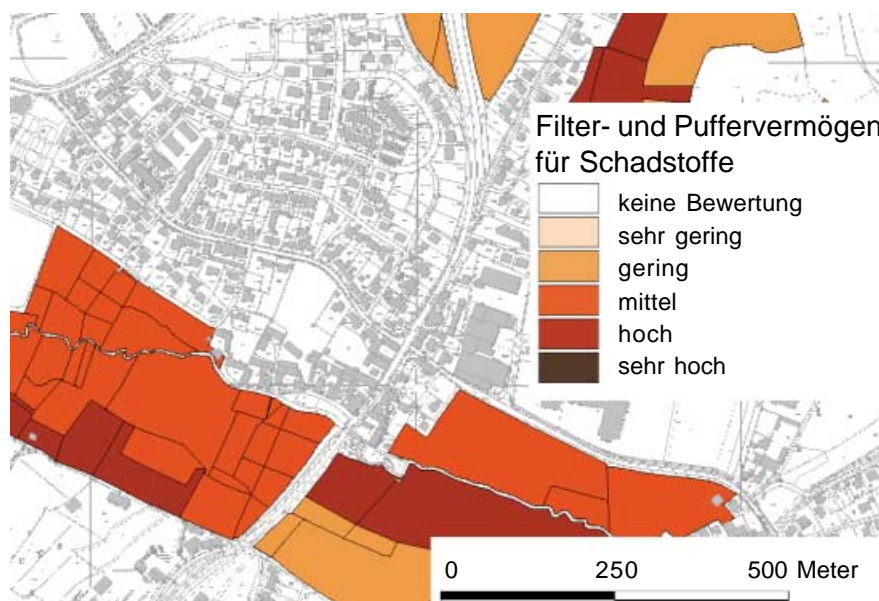 Filter- und Puffervermögen
für Schadstoffe
keine Bewertung
sehr gering
gering
mittel
hoch
sehr hoch
0 250 500 Meter